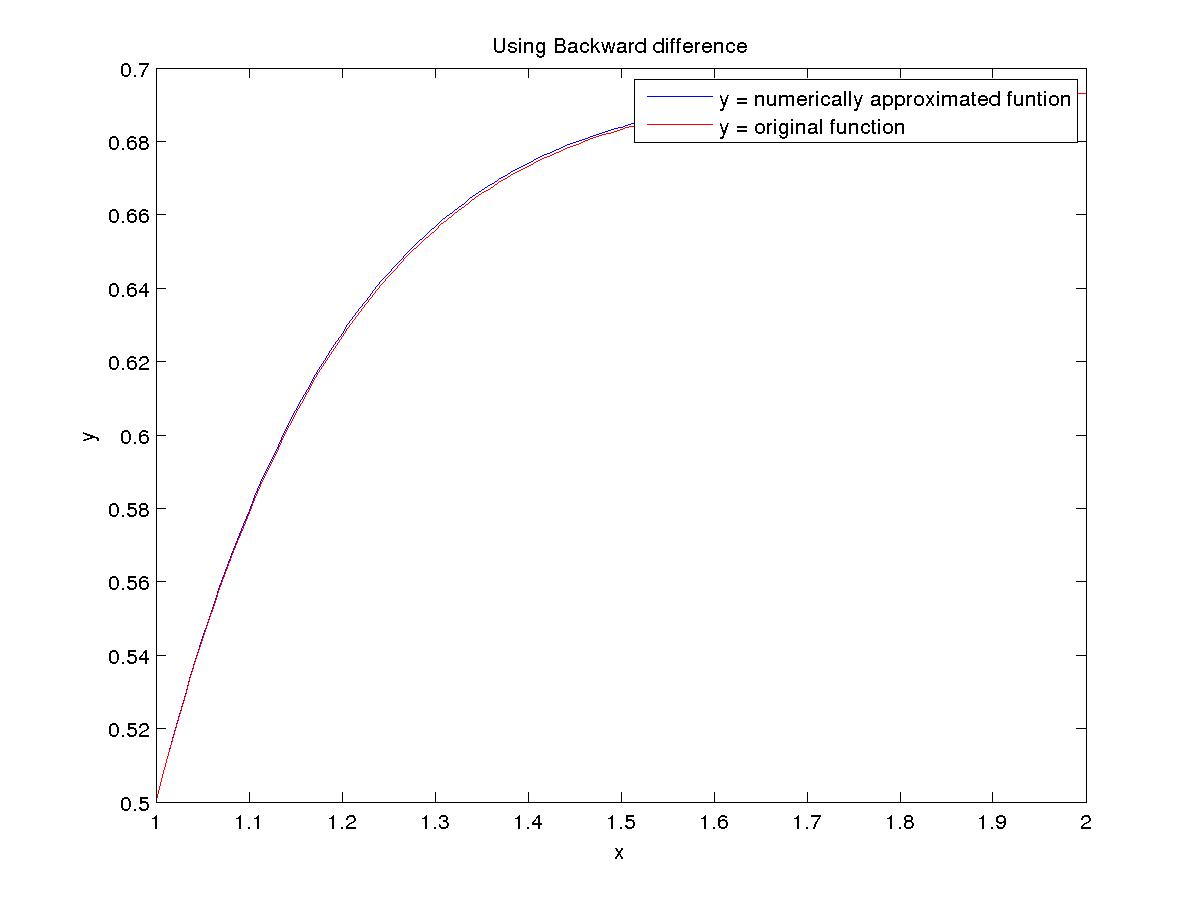 Using Backward difference
y = numerically approximated funtion
y = original function
0.7
0.68
0.66
0.64
0.62
0.6
0.58
0.56
0.54
0.52
0.5
y
1 1.1 1.2 1.3 1.4 1.5 1.6 1.7 1.8 1.9 2
x